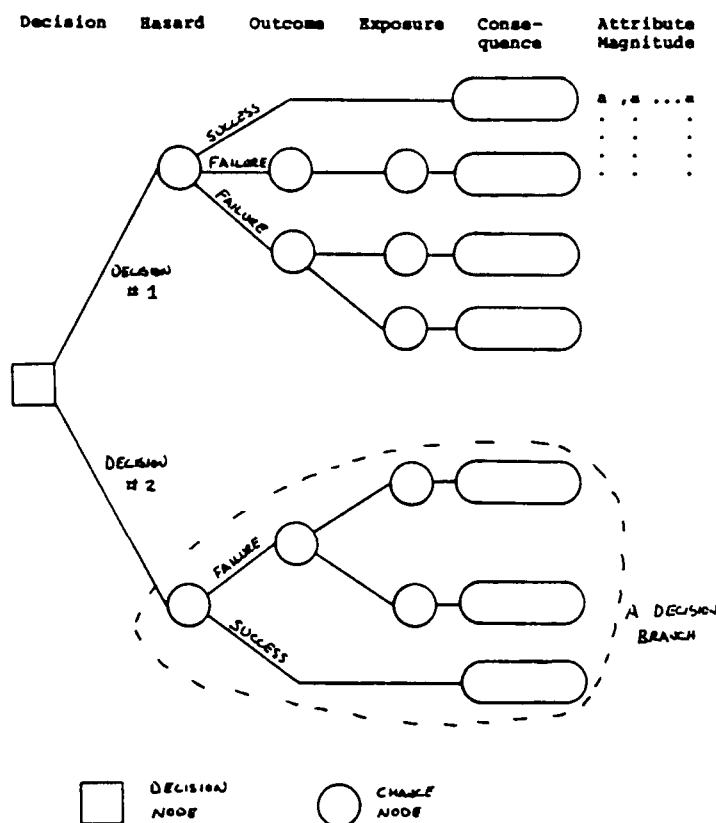 Decision Hazard Outcome Exposure Conse-
quence Attribute
Magnitude
SUCCESS
a ,a ...a
FAILURE
FAILURE
DECISION
# 1
DECISION
# 2
FAILURE
SUCCESS
A DECISION
BRANCH
DECISION
NODE
CHANCE
NODE